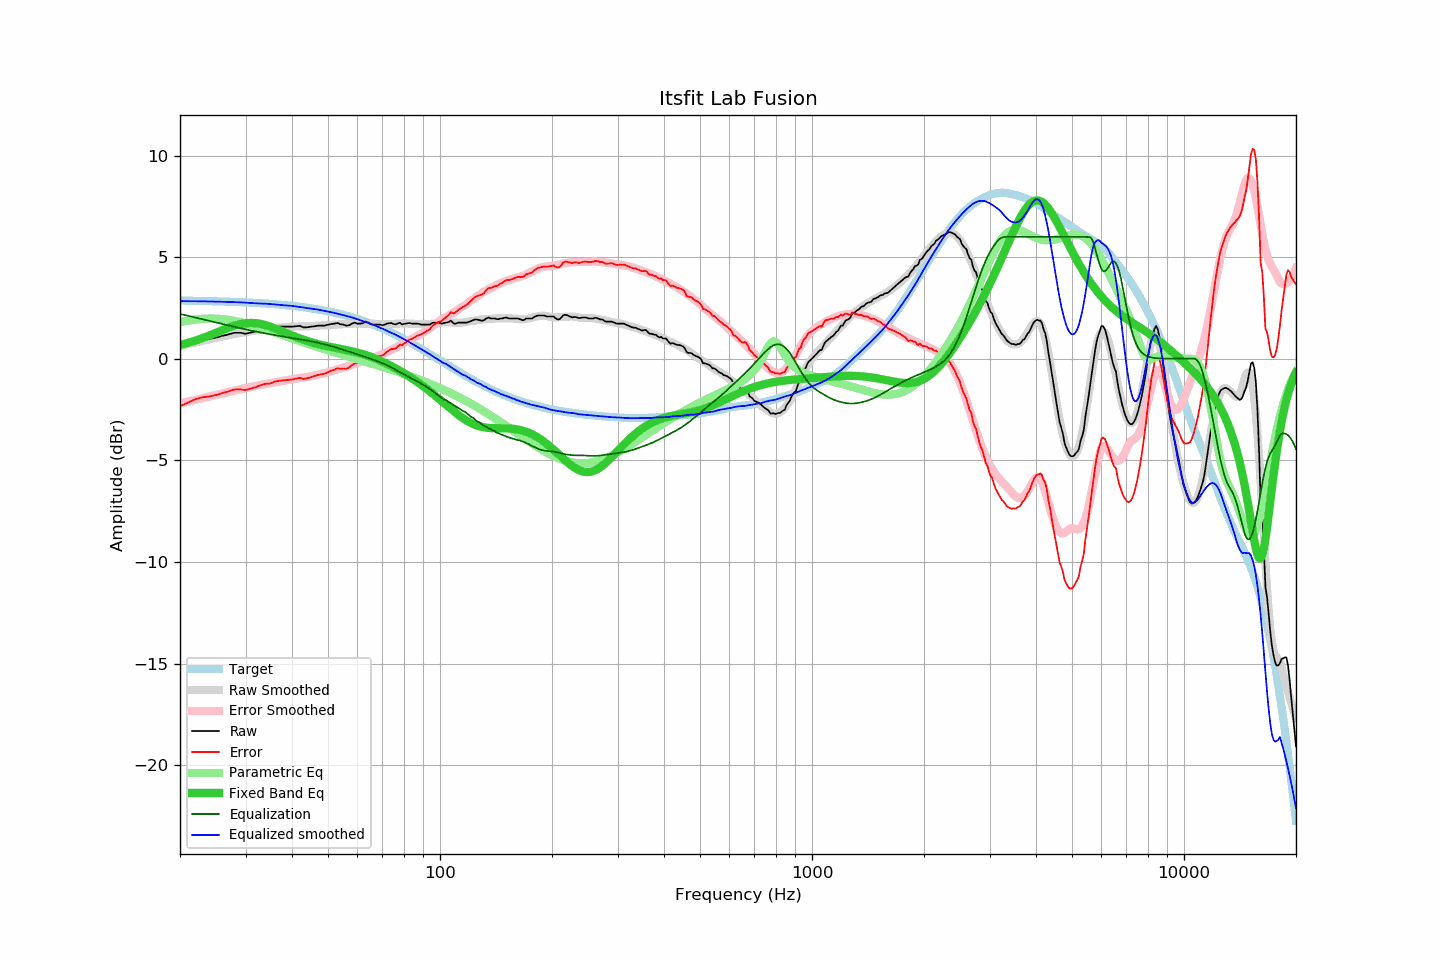 Itsfit Lab Fusion
10
5
0
−5
−10
−15
−20
Amplitude (dBr)
Target
Raw Smoothed
Error Smoothed
Raw
Error
Parametric Eq
Fixed Band Eq
Equalization
Equalized smoothed
100
1000
10000
Frequency (Hz)